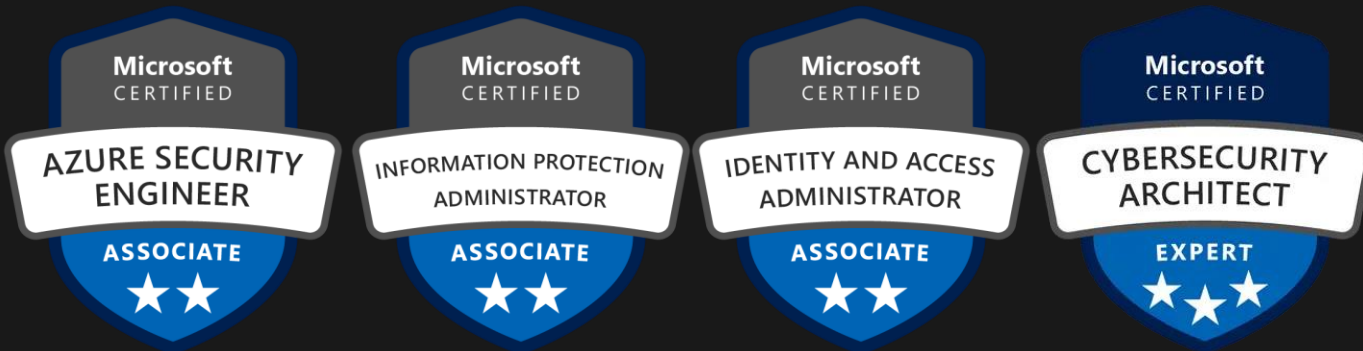 Microsoft
CERTIFIED
AZURE SECURITY
ENGINEER
ASSOCIATE
Microsoft
CERTIFIED
INFORMATION PROTECTION
ADMINISTRATOR
ASSOCIATE
Microsoft
CERTIFIED
IDENTITY AND ACCESS
ADMINISTRATOR
ASSOCIATE
Microsoft
CERTIFIED
CYBERSECURITY
ARCHITECT
EXPERT